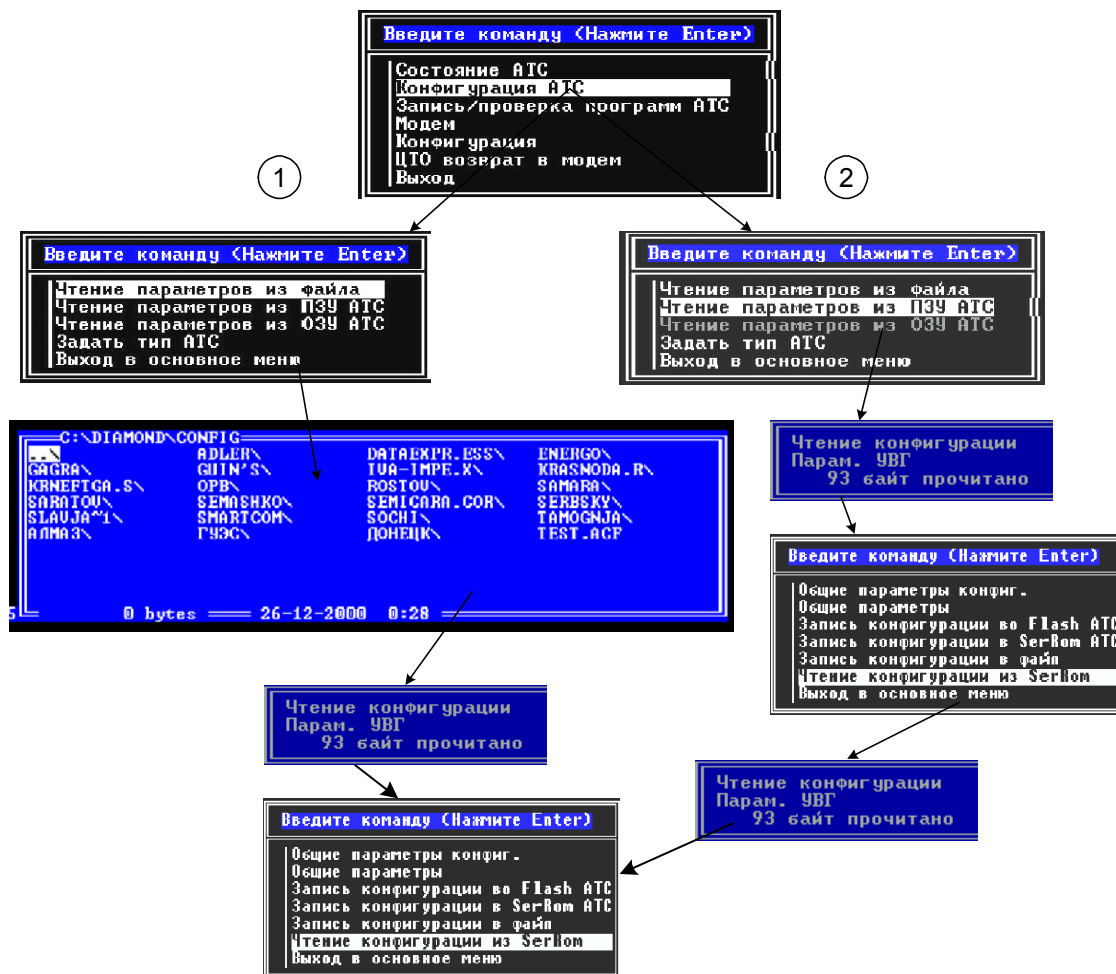 Введите команду (Нажмите Enter)
Состояние АТС
Конфигурация АТС
Запись/проверка программ АТС
Модем
Конфигурация
ЦТО возврат в модем
Выход
1
2
Введите команду (Нажмите Enter)
Чтение параметров из файла
Чтение параметров из ПЗУ АТС
Чтение параметров из ОЗУ АТС
Задать тип АТС
Выход в основное меню
Введите команду (Нажмите Enter)
Чтение параметров из файла
Чтение параметров из ПЗУ АТС
Чтение параметров из ОЗУ АТС
Задать тип АТС
Выход в основное меню
C:\DIAMOND\CONFIG
..\ ADLER\ DATAEXPR.ESS\ ENERGO\
GAGRA\ GUIN'S\ IVA-IMPE.X\ KRASNODA.R\
KRNEFTGA.S\ OPB\ ROSTOV\ SAMARA\
SARATOV\ SEMASHKO\ SEMIGARA.COR\ SERBSKY\
SLAVJA~1\ SMARTCOM\ SOCHI\ TAMOGNJA\
АЛМАЗ\ ГУЭС\ ДОНЕЦК\ TEST.ACF
5 0 bytes 26-12-2000 0:28
Чтение конфигурации
Парам. УВГ
93 байт прочитано
Введите команду (Нажмите Enter)
Общие параметры конфиг.
Общие параметры
Запись конфигурации во Flash АТС
Запись конфигурации в SerRom АТС
Запись конфигурации в файл
Чтение конфигурации из SerRom
Выход в основное меню
Чтение конфигурации
Парам. УВГ
93 байт прочитано
Чтение конфигурации
Парам. УВГ
93 байт прочитано
Введите команду (Нажмите Enter)
Общие параметры конфиг.
Общие параметры
Запись конфигурации во Flash АТС
Запись конфигурации в SerRom АТС
Запись конфигурации в файл
Чтение конфигурации из SerRom
Выход в основное меню